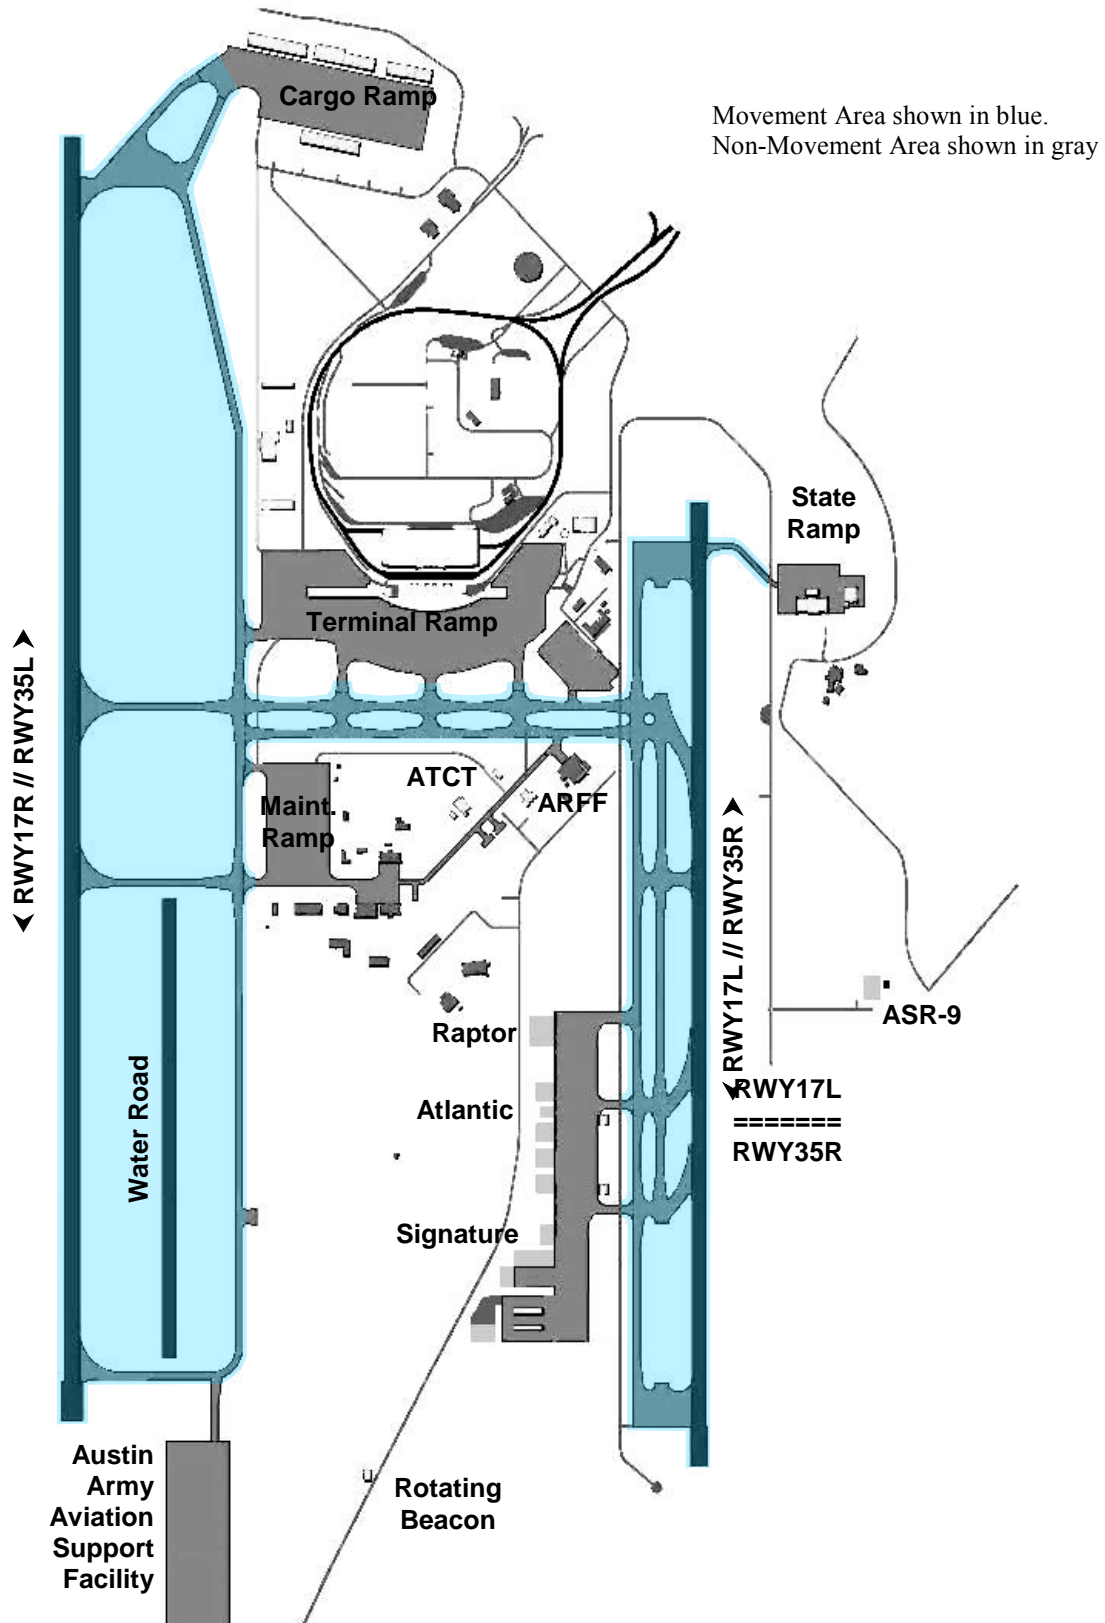 Cargo Ramp
Movement Area shown in blue.
Non-Movement Area shown in gray
State
Ramp
Terminal Ramp
RWY17R // RWY35L
ATCT
ARFF
Maint.
Ramp
RWY17L // RWY35R
ASR-9
Raptor
RWY17L
=======
RWY35R
Atlantic
Water Road
Signature
Austin
Army
Aviation
Support
Facility
Rotating
Beacon